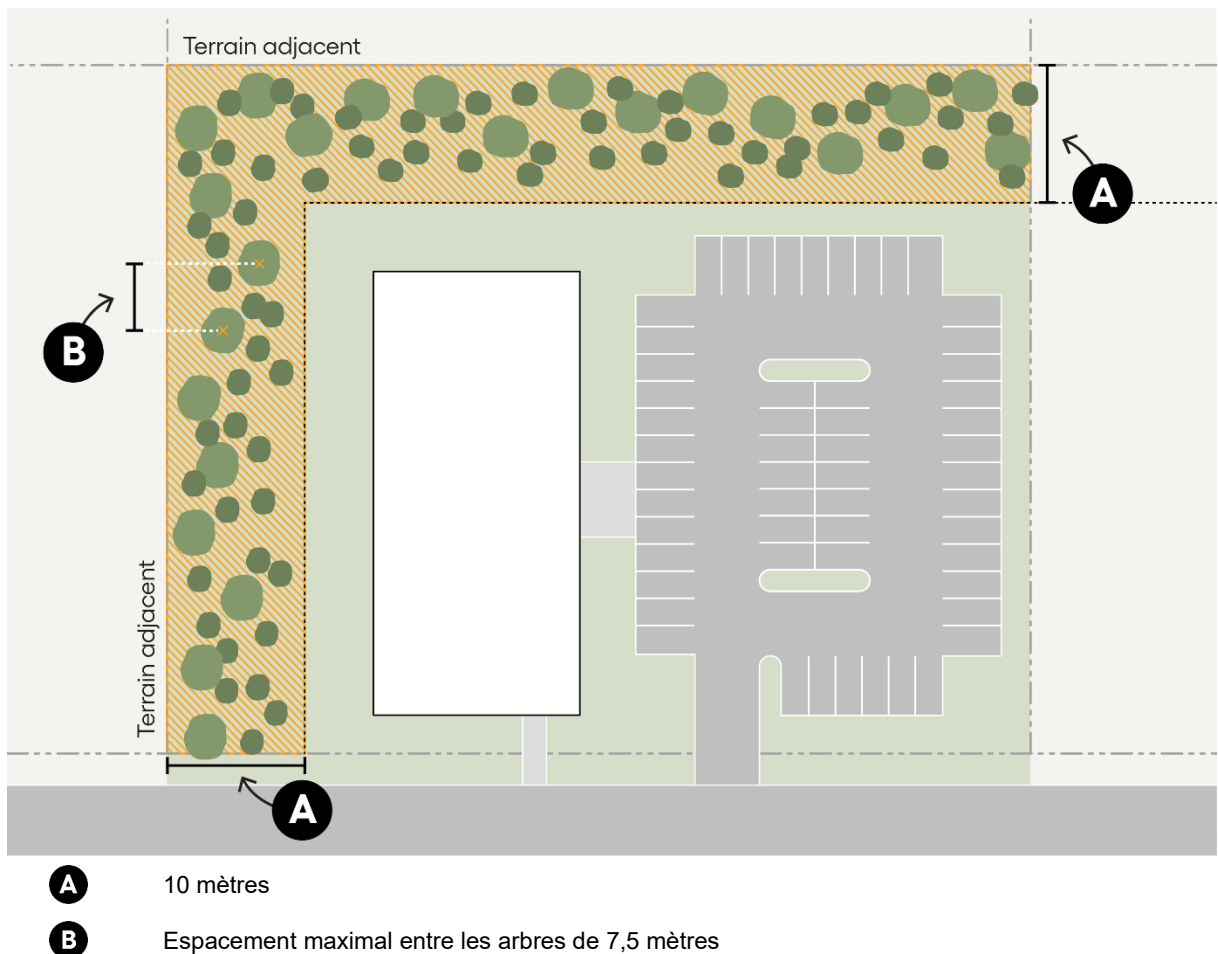 Terrain adjacent
A
B
Terrain adjacent
A
A 10 mètres
B Espacement maximal entre les arbres de 7,5 mètres